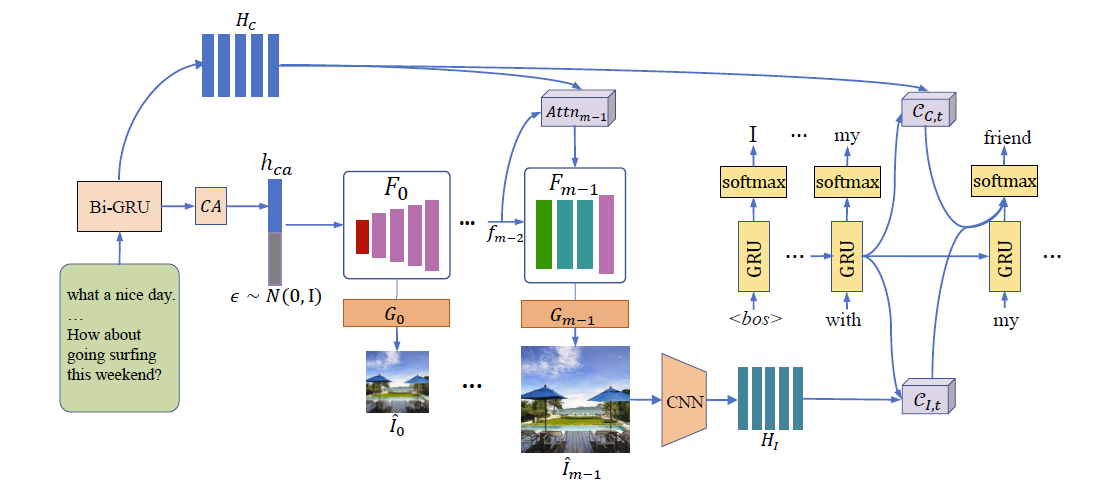 H_C
Attn_{m-1}
C_{C,t}
I ... my
friend
h_{ca}
F_0
F_{m-1}
softmax
softmax
softmax
Bi-GRU
CA
...
f_{m-2}
GRU
...
GRU
GRU
...
ϵ ~ N(0, I)
what a nice day.
…
How about
going surfing
this weekend?
G_0
G_{m-1}
<bos>
with
my
...
CNN
C_{I,t}
Î_0
H_I
Î_{m-1}